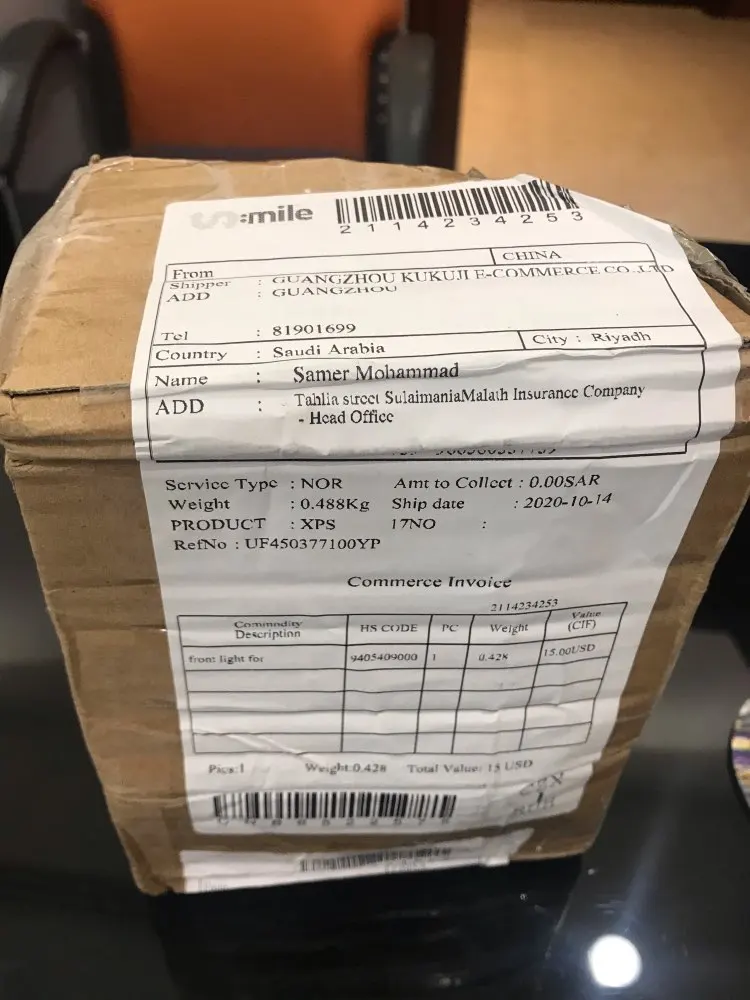 S:mile
2114234253
From CHINA
Shipper : GUANGZHOU KUKUJI E-COMMERCE CO.,LTD
ADD : GUANGZHOU
Tel : 81901699
Country : Saudi Arabia City : Riyadh
Name : Samer Mohammad
ADD : Tahlia street SulaimaniaMalath Insurance Company
- Head Office
Service Type : NOR Amt to Collect : 0.00SAR
Weight : 0.488Kg Ship date : 2020-10-14
PRODUCT : XPS 17NO :
RefNo : UF450377100YP
Commerce Invoice
2114234253
Commodity Description HS CODE PC Weight Value (CIF)
front light for 9405409000 1 0.428 15.00USD
Pics:1 Weight:0.428 Total Value: 15 USD